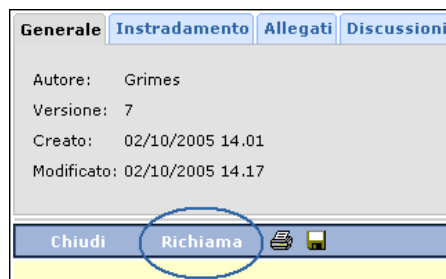 Generale Instradamento Allegati Discussioni
Autore: Grimes
Versione: 7
Creato: 02/10/2005 14.01
Modificato: 02/10/2005 14.17
Chiudi Richiama